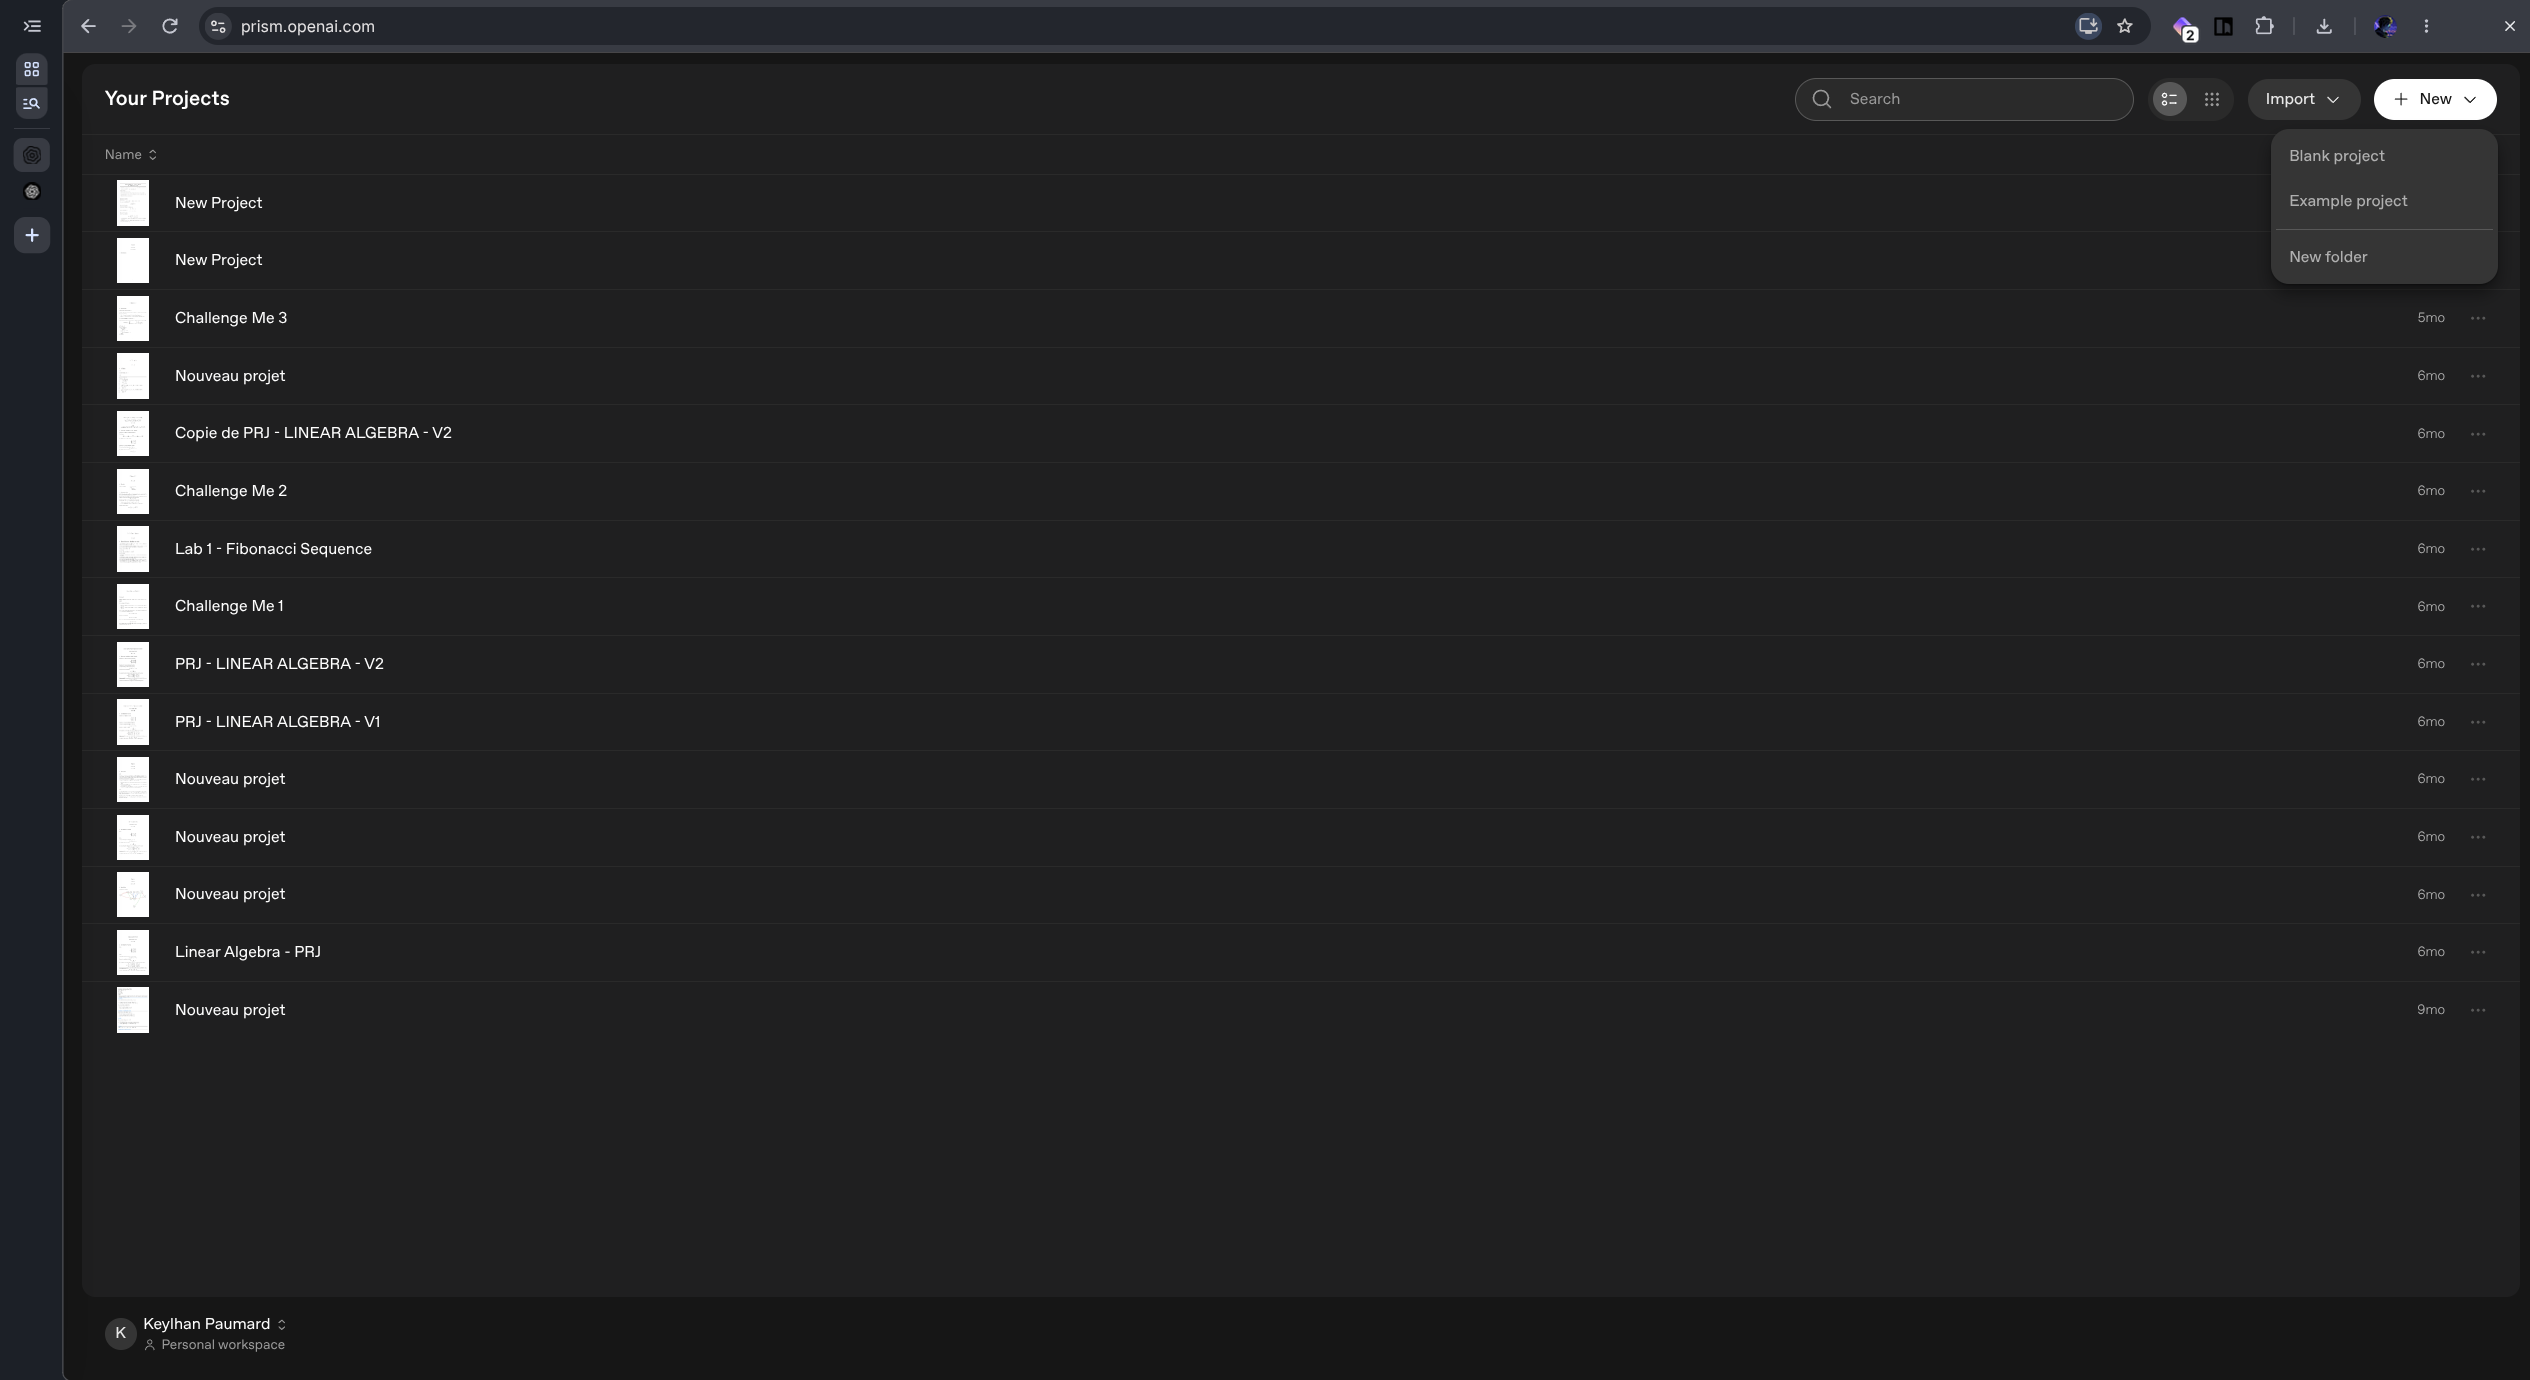 prism.openai.com
2
Your Projects
Search
Import
New
Name
Blank project
Example project
New folder
New Project
New Project
Challenge Me 3
5mo
Nouveau projet
6mo
Copie de PRJ - LINEAR ALGEBRA - V2
6mo
Challenge Me 2
6mo
Lab 1 - Fibonacci Sequence
6mo
Challenge Me 1
6mo
PRJ - LINEAR ALGEBRA - V2
6mo
PRJ - LINEAR ALGEBRA - V1
6mo
Nouveau projet
6mo
Nouveau projet
6mo
Nouveau projet
6mo
Linear Algebra - PRJ
6mo
Nouveau projet
9mo
K
Keylhan Paumard
Personal workspace